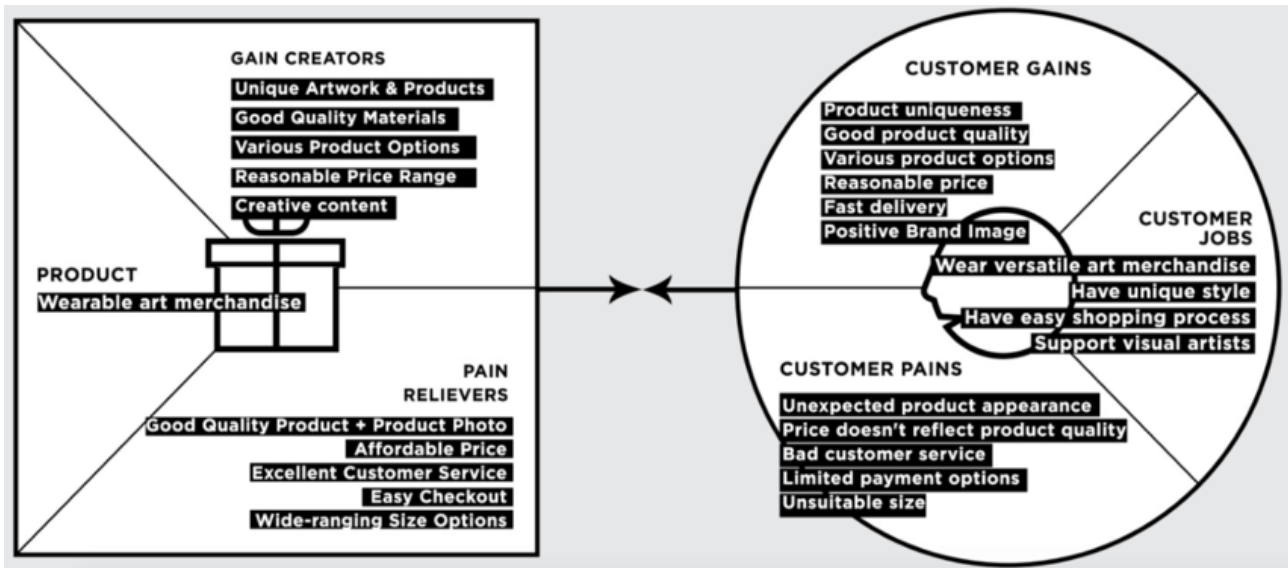 GAIN CREATORS
Unique Artwork & Products
Good Quality Materials
Various Product Options
Reasonable Price Range
Creative content
PRODUCT
Wearable art merchandise
PAIN
RELIEVERS
Good Quality Product + Product Photo
Affordable Price
Excellent Customer Service
Easy Checkout
Wide-ranging Size Options
CUSTOMER GAINS
Product uniqueness
Good product quality
Various product options
Reasonable price
Fast delivery
Positive Brand Image
CUSTOMER
JOBS
Wear versatile art merchandise
Have unique style
Have easy shopping process
Support visual artists
CUSTOMER PAINS
Unexpected product appearance
Price doesn't reflect product quality
Bad customer service
Limited payment options
Unsuitable size